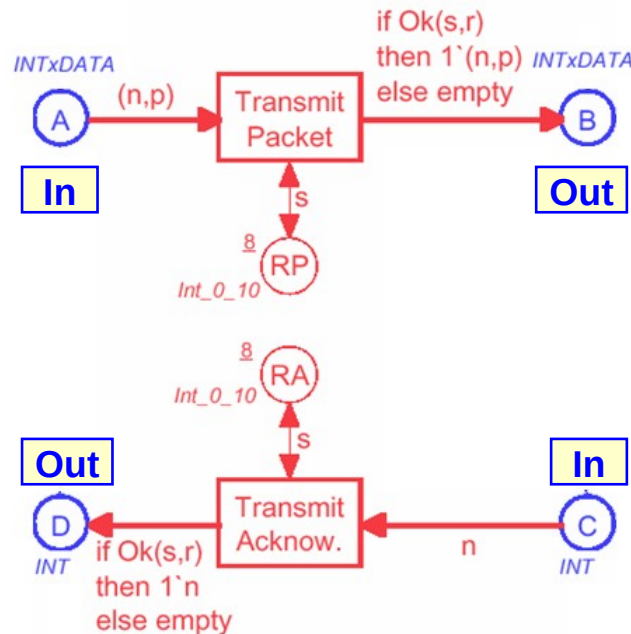 if Ok(s,r)
then 1`(n,p)
else empty
INTxDATA
(n,p)
INTxDATA
A
Transmit
Packet
B
In
Out
s
8
RP
Int_0_10
8
RA
Int_0_10
s
Out
In
D
Transmit
Acknow.
C
INT
if Ok(s,r)
then 1`n
else empty
n
INT